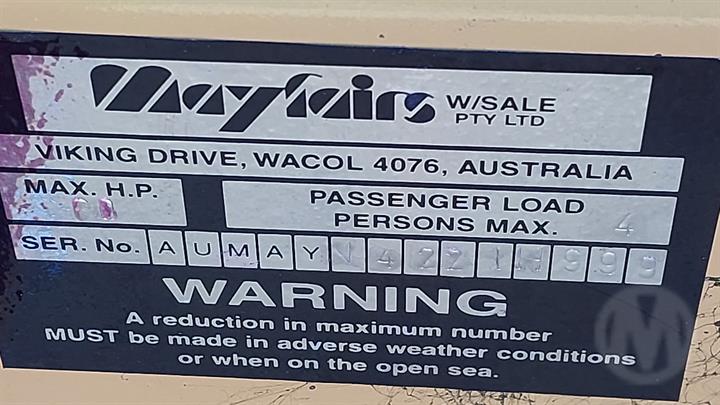 Mayfairs W/SALE PTY LTD
VIKING DRIVE, WACOL 4076, AUSTRALIA
MAX. H.P.
PASSENGER LOAD
PERSONS MAX. 4
SER. No. AUMAY
WARNING
A reduction in maximum number
MUST be made in adverse weather conditions
or when on the open sea.
M